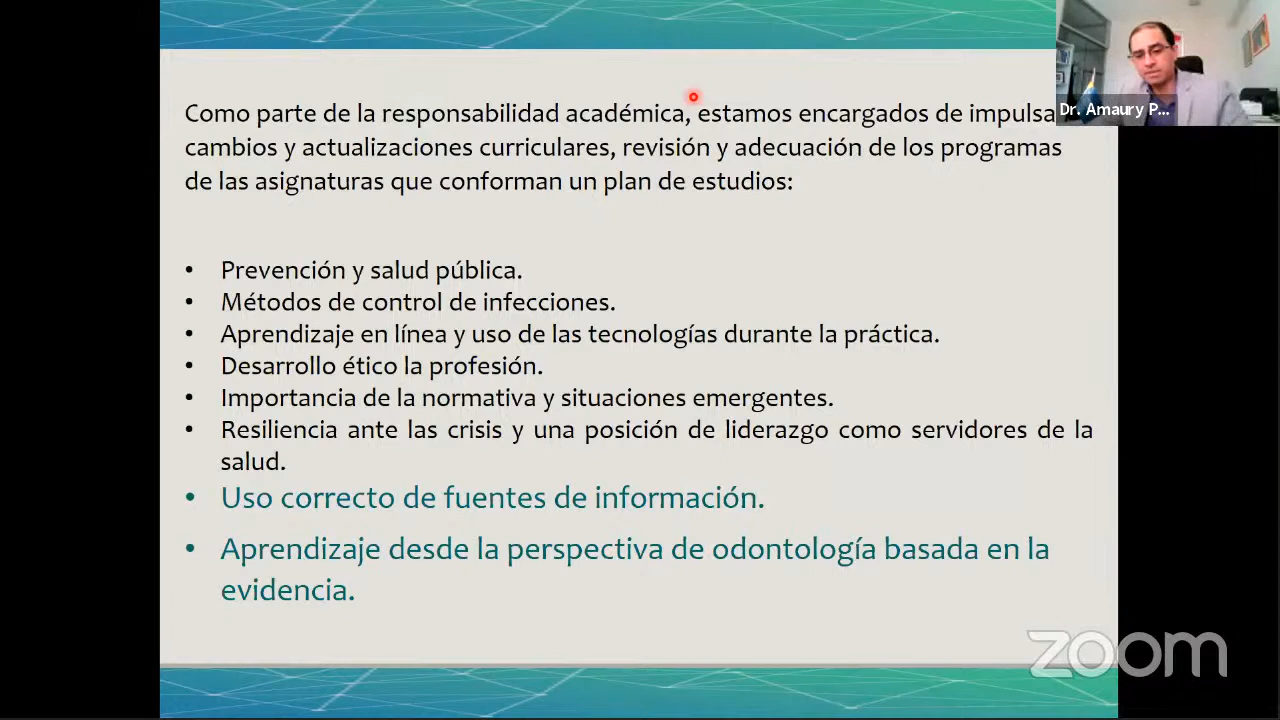 Como parte de la responsabilidad académica, estamos encargados de impulsa
cambios y actualizaciones curriculares, revisión y adecuación de los programas
de las asignaturas que conforman un plan de estudios:
• Prevención y salud pública.
• Métodos de control de infecciones.
• Aprendizaje en línea y uso de las tecnologías durante la práctica.
• Desarrollo ético la profesión.
• Importancia de la normativa y situaciones emergentes.
• Resiliencia ante las crisis y una posición de liderazgo como servidores de la
salud.
• Uso correcto de fuentes de información.
• Aprendizaje desde la perspectiva de odontología basada en la
evidencia.
Dr. Amaury P...
zoom